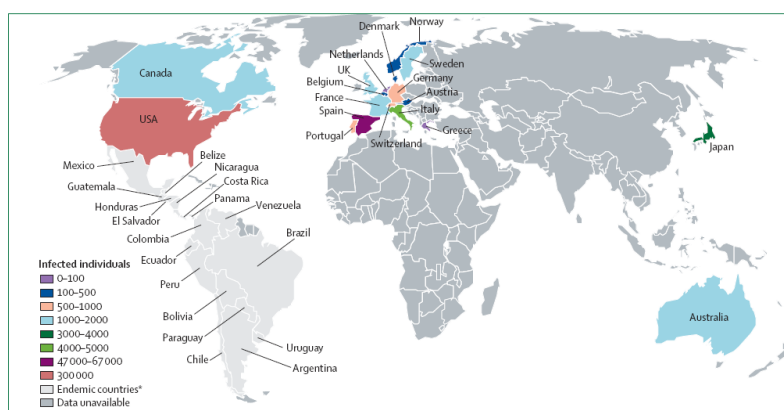 Norway
Denmark
Netherlands
Sweden
UK
Germany
Canada
Belgium
Austria
France
Italy
USA
Spain
Portugal
Greece
Switzerland
Japan
Mexico
Belize
Nicaragua
Guatemala
Costa Rica
Honduras
Panama
El Salvador
Venezuela
Colombia
Brazil
Ecuador
Peru
Bolivia
Paraguay
Chile
Uruguay
Argentina
Australia
Infected individuals
0–100
100–500
500–1000
1000–2000
3000–4000
4000–5000
47 000–67 000
300 000
Endemic countriesª
Data unavailable